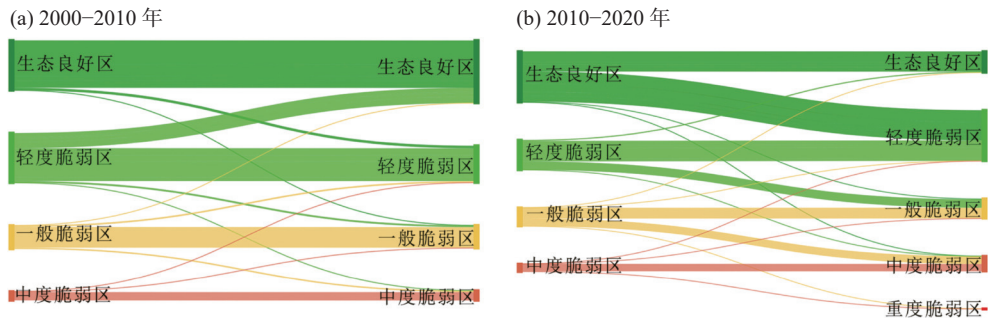 (a) 2000−2010 年
生态良好区
生态良好区
轻度脆弱区
轻度脆弱区
一般脆弱区
一般脆弱区
中度脆弱区
中度脆弱区
(b) 2010−2020 年
生态良好区
生态良好区
轻度脆弱区
轻度脆弱区
一般脆弱区
一般脆弱区
中度脆弱区
中度脆弱区
重度脆弱区